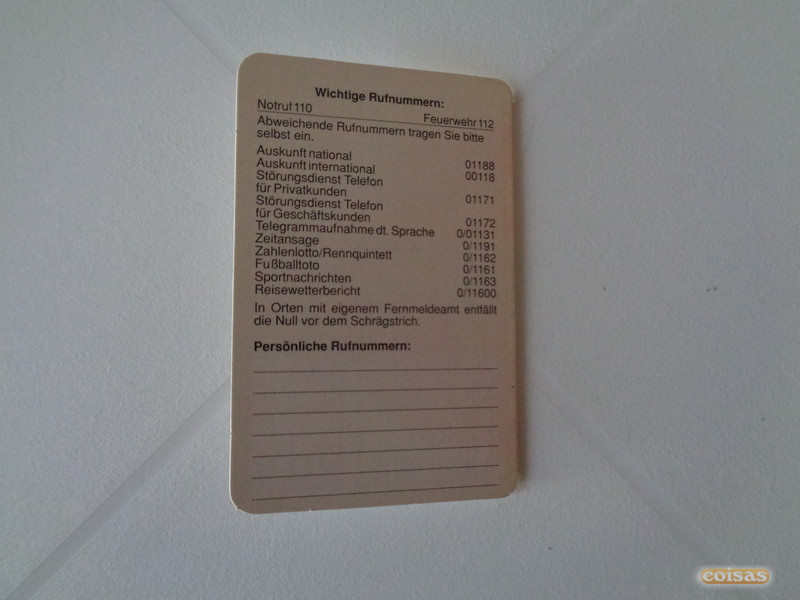 Wichtige Rufnummern:
Notruf 110 Feuerwehr 112
Abweichende Rufnummern tragen Sie bitte
selbst ein.
Auskunft national 01188
Auskunft international 00118
Störungsdienst Telefon
für Privatkunden 01171
Störungsdienst Telefon
für Geschäftskunden 01172
Telegrammaufnahme dt. Sprache 0/01131
Zeitansage 0/1191
Zahlenlotto/Rennquintett 0/1162
Fußballtoto 0/1161
Sportnachrichten 0/1163
Reisewetterbericht 0/11600
In Orten mit eigenem Fernmeldeamt entfällt
die Null vor dem Schrägstrich.
Persönliche Rufnummern:
coisas